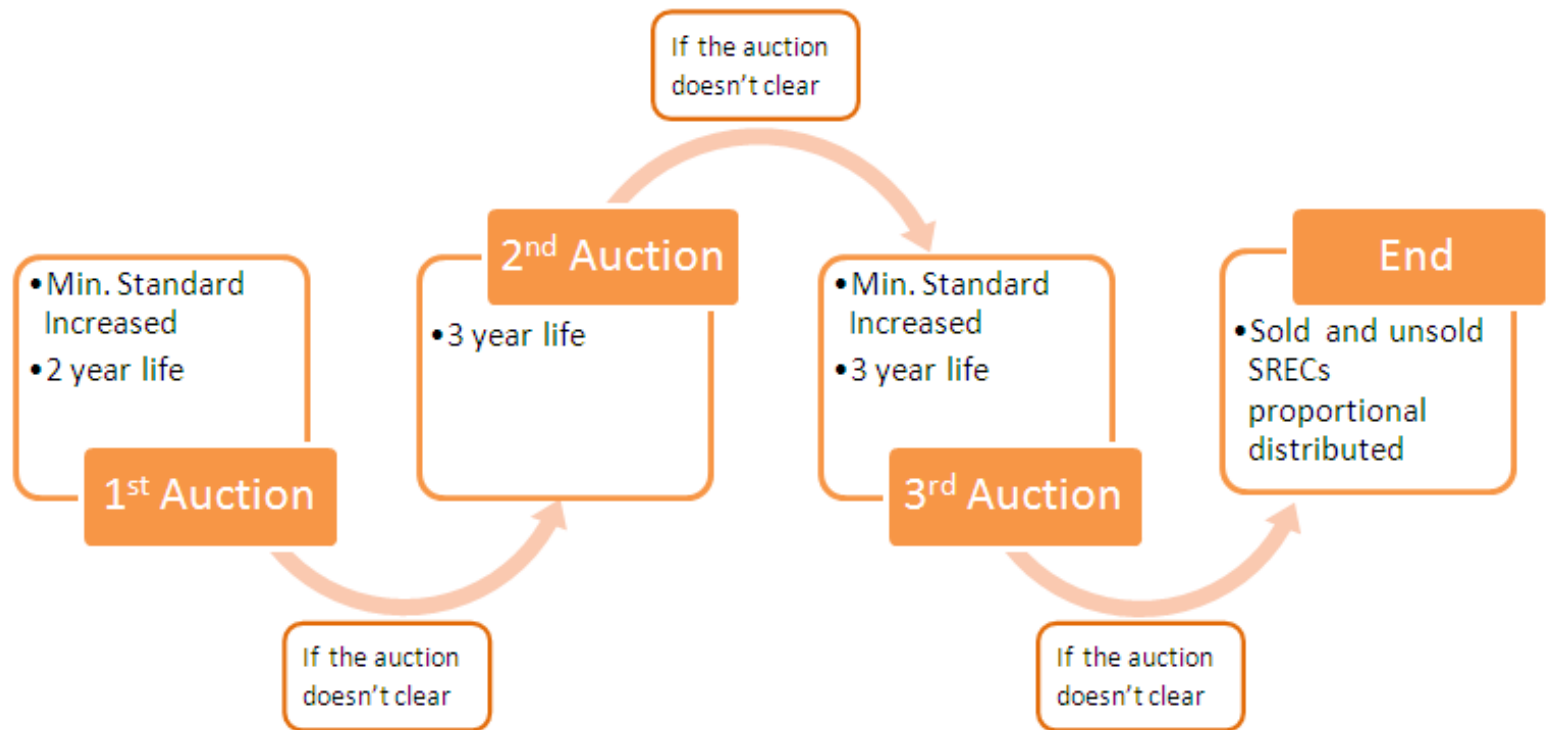 If the auction
doesn't clear
2nd Auction
End
•Min. Standard
Increased
•2 year life
•3 year life
•Min. Standard
Increased
•3 year life
•Sold and unsold
SRECs
proportional
distributed
1st Auction
3rd Auction
If the auction
doesn't clear
If the auction
doesn't clear